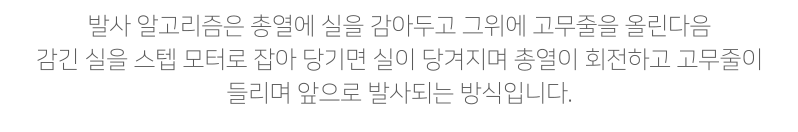 발사 알고리즘은 총열에 실을 감아두고 그위에 고무줄을 올린다음
감긴 실을 스텝 모터로 잡아 당기면 실이 당겨지며 총열이 회전하고 고무줄이
들리며 앞으로 발사되는 방식입니다.